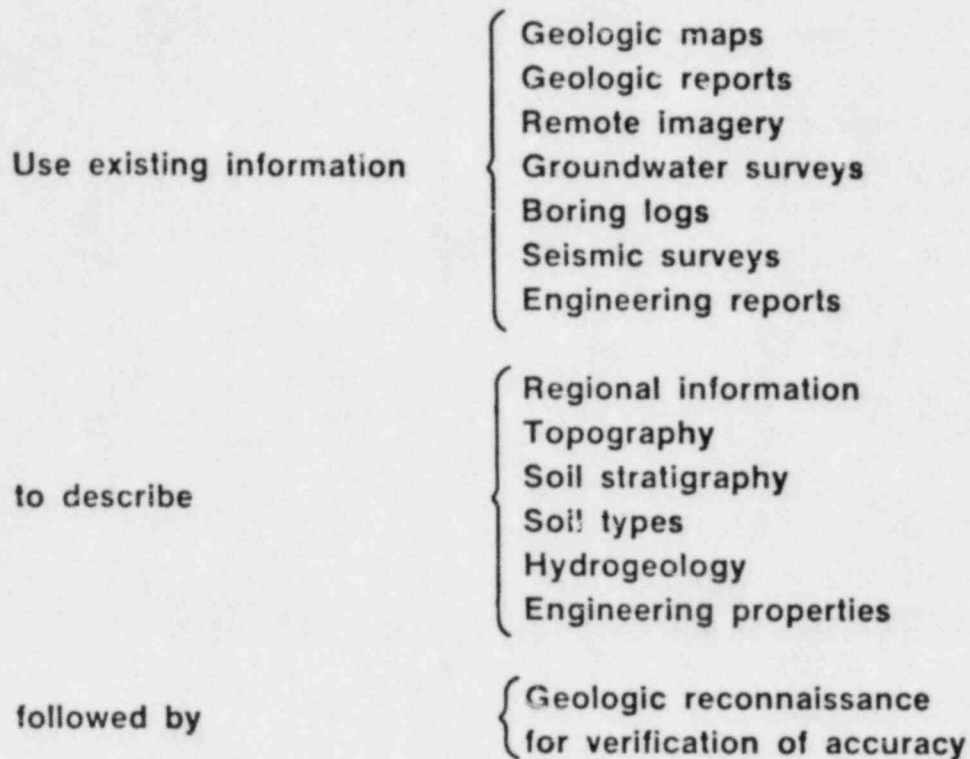 Use existing information
Geologic maps
Geologic reports
Remote imagery
Groundwater surveys
Boring logs
Seismic surveys
Engineering reports
to describe
Regional information
Topography
Soil stratigraphy
Soil types
Hydrogeology
Engineering properties
followed by
Geologic reconnaissance
for verification of accuracy